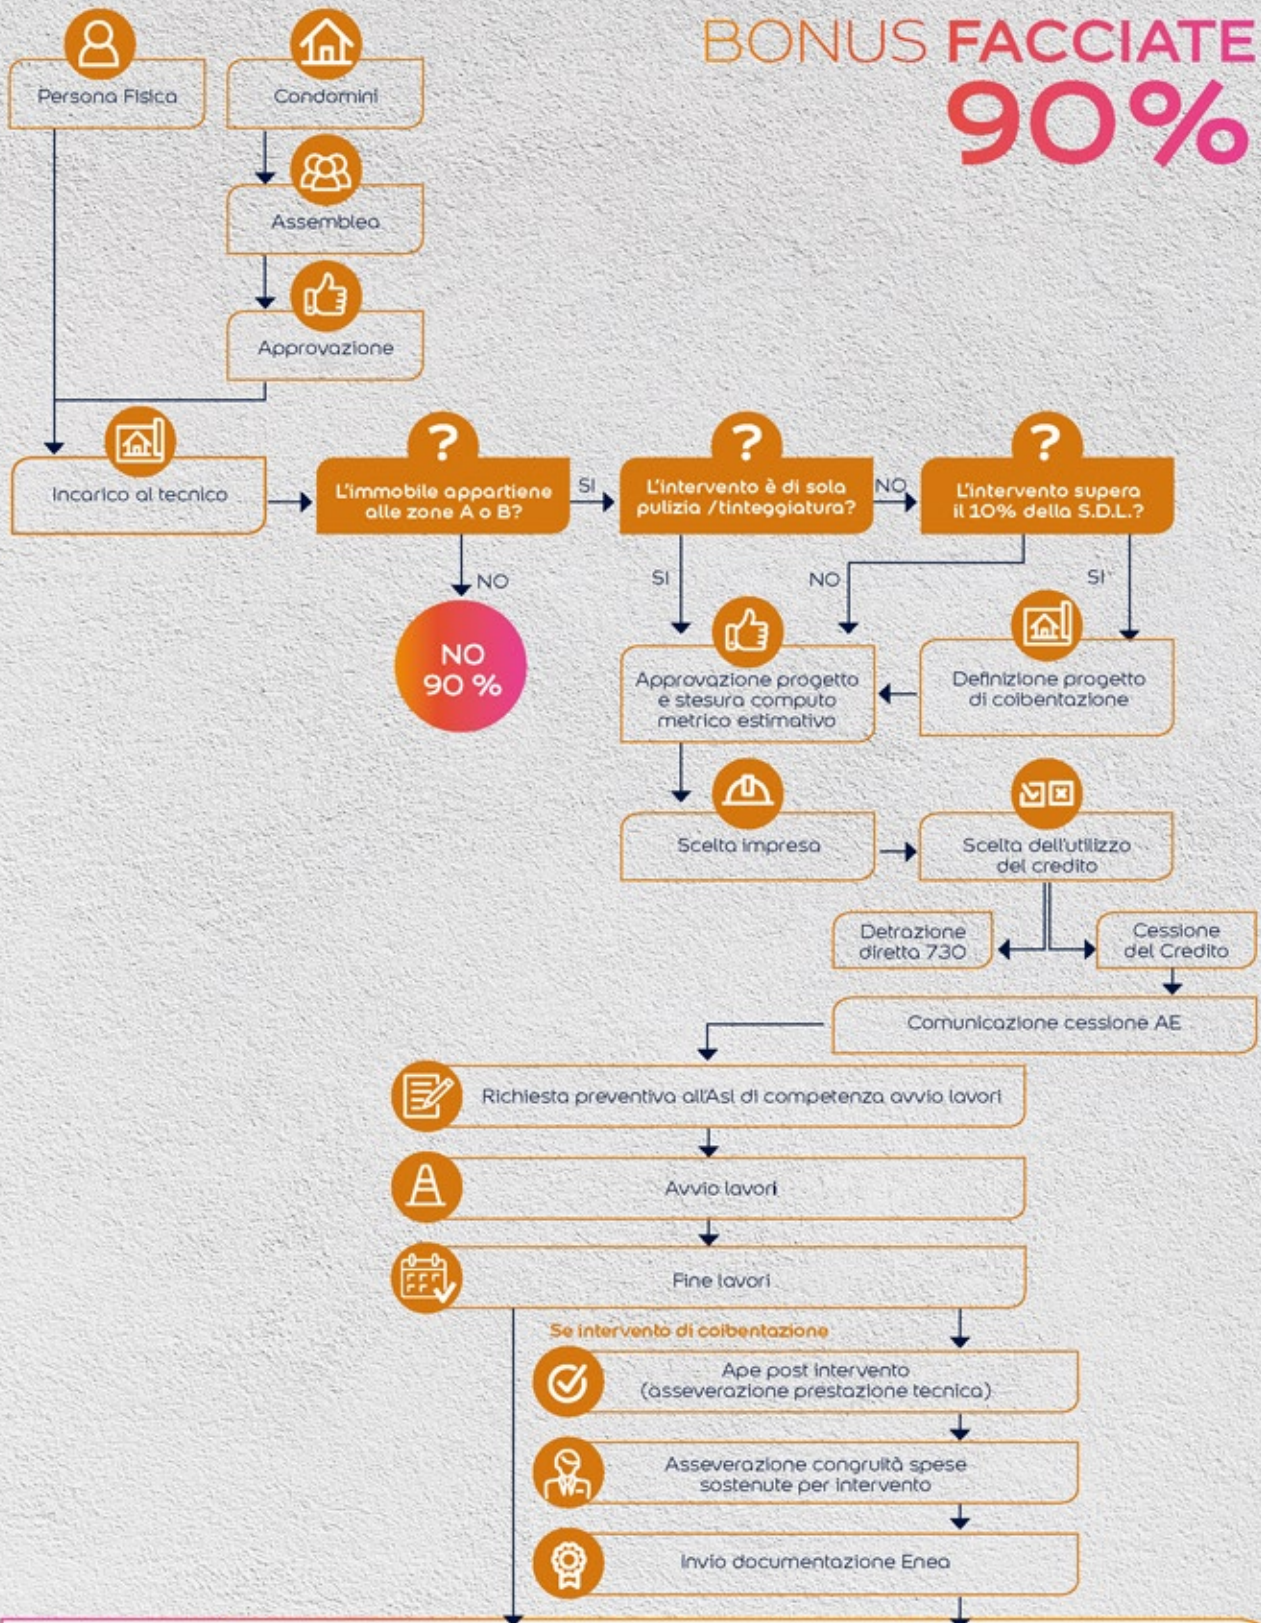 BONUS FACCIATE
90%
Persona Fisica
Condomini
Assemblea
Approvazione
Incarico al tecnico
?
L'immobile appartiene
alle zone A o B?
SI
?
L'intervento è di sola
pulizia /tinteggiatura?
NO
?
L'intervento supera
il 10% della S.D.L.?
NO
SI
NO
SI
NO
90 %
Approvazione progetto
e stesura computo
metrico estimativo
Definizione progetto
di coibentazione
Scelta impresa
Scelta dell'utilizzo
del credito
Detrazione
diretta 730
Cessione
del Credito
Comunicazione cessione AE
Richiesta preventiva all'Asl di competenza avvio lavori
Avvio lavori
Fine lavori
Se intervento di coibentazione
Ape post intervento
(asseverazione prestazione tecnica)
Asseverazione congruità spese
sostenute per intervento
Invio documentazione Enea